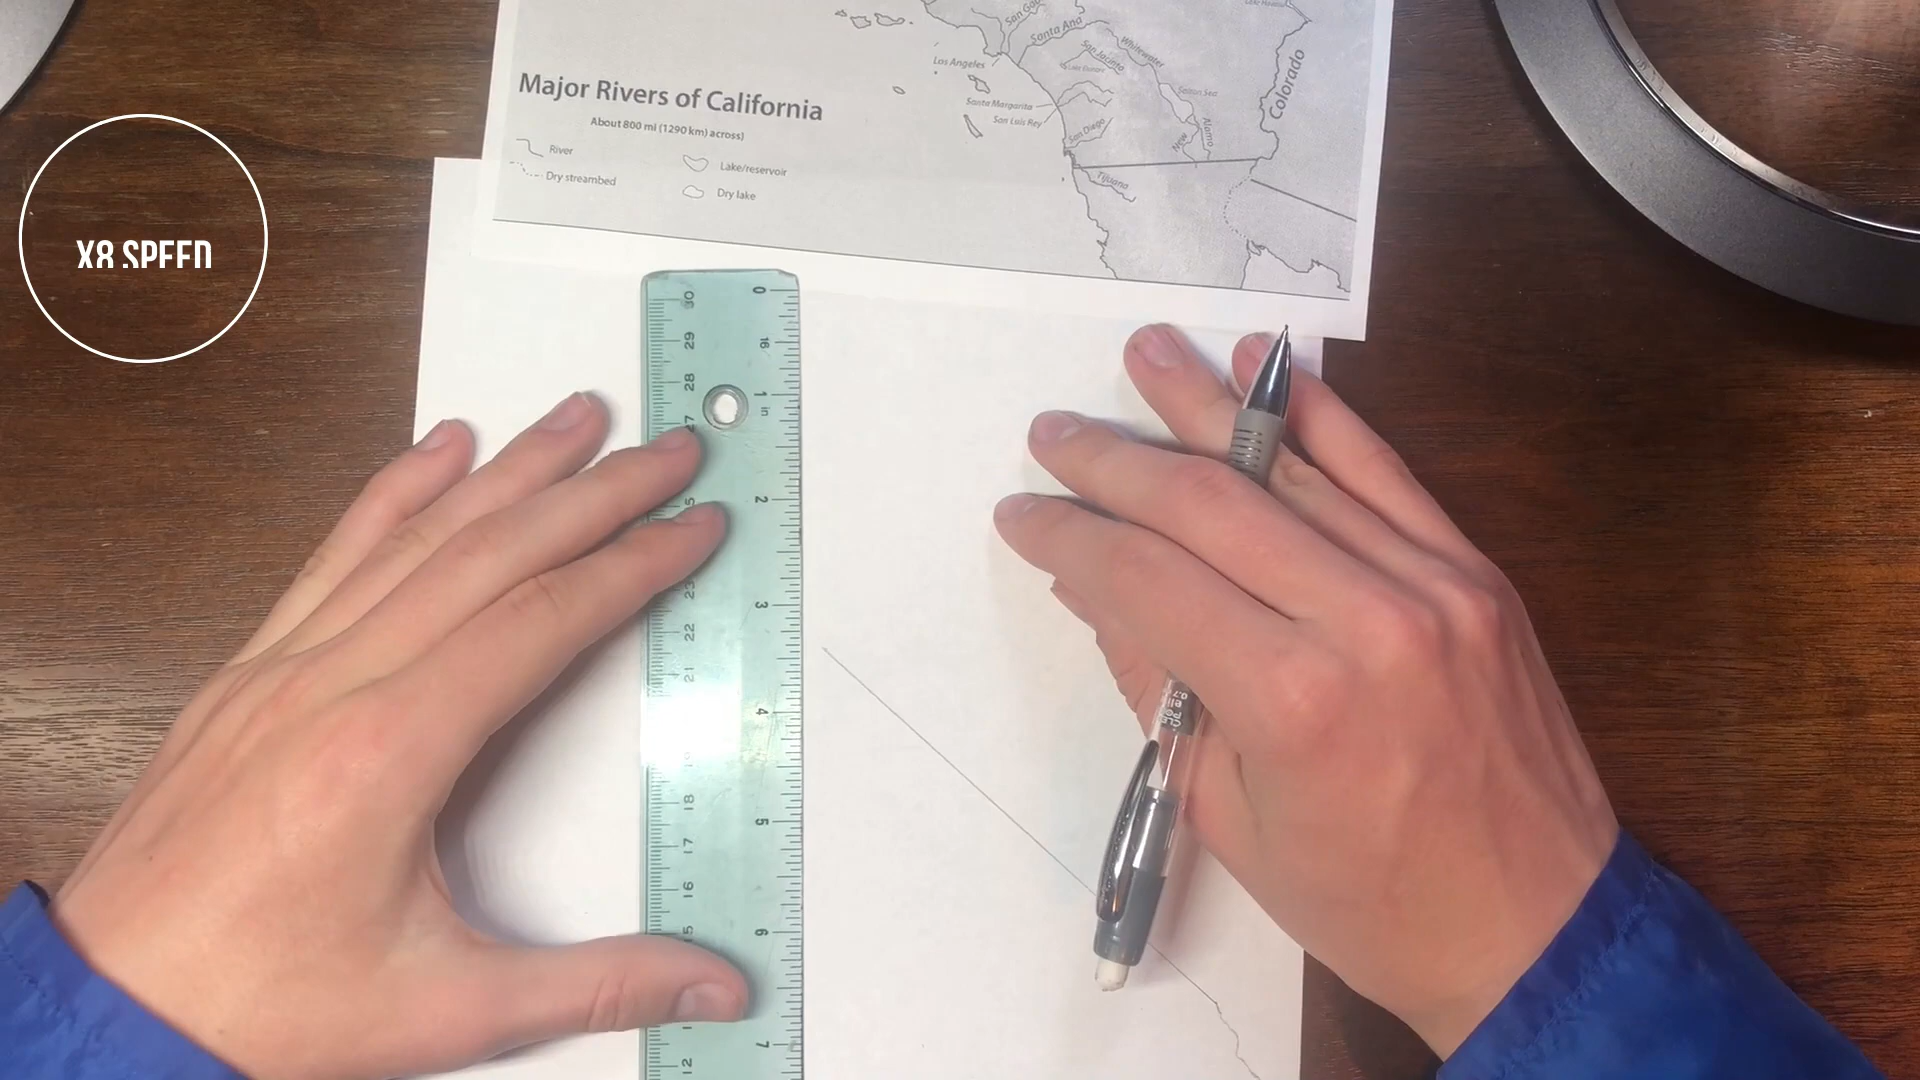 X8 SPEED
Major Rivers of California
About 800 mi (1290 km) across)
River
Dry streambed
Lake/reservoir
Dry lake
Santa Ana
Whitewater
San Jacinto
Los Angeles
Santa Margarita
San Luis Rey
San Diego
Salton Sea
New
Alamo
Colorado
Tijuana
0
16
1 in
2
3
4
5
6
7
30
29
28
27
23
22
21
18
17
16
12
0.7